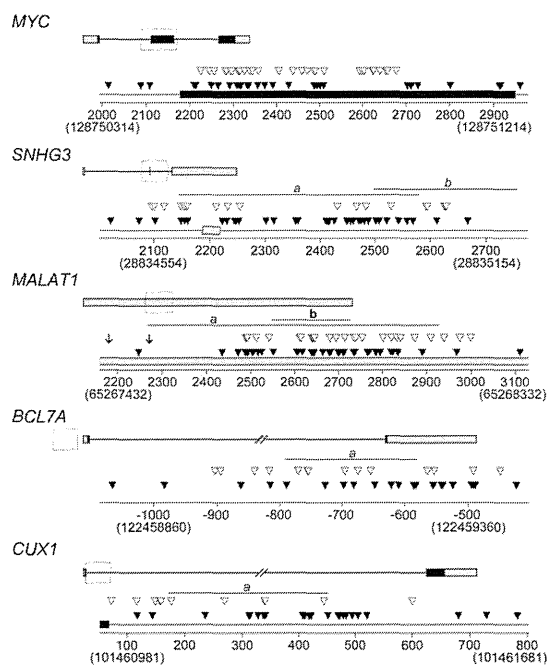 MYC
2000 2100 2200 2300 2400 2500 2600 2700 2800 2900
(128750314) (128751214)
SNHG3
b
a
2100 2200 2300 2400 2500 2600 2700
(28834554) (28835154)
MALAT1
b
a
2200 2300 2400 2500 2600 2700 2800 2900 3000 3100
(65267432) (65268332)
BCL7A
a
-1000 -900 -800 -700 -600 -500
(122458860) (122459360)
CUX1
a
100 200 300 400 500 600 700 800
(101460981) (101461681)